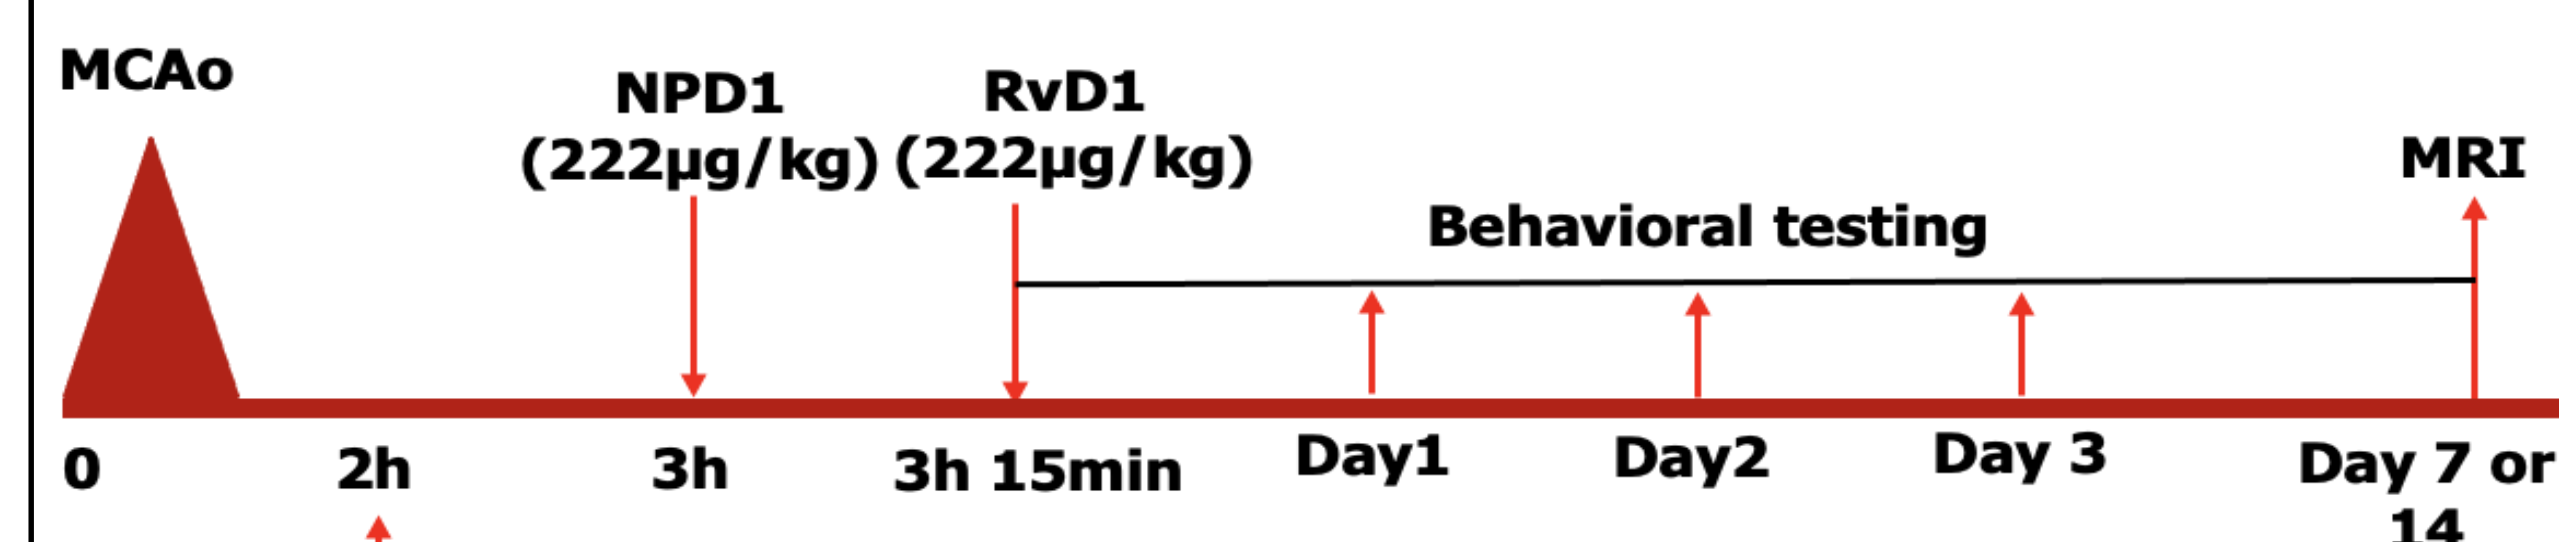 MCAo
NPD1
(222µg/kg)
RvD1
(222µg/kg)
MRI
Behavioral testing
0
2h
3h
3h 15min
Day1
Day2
Day 3
Day 7 or
14